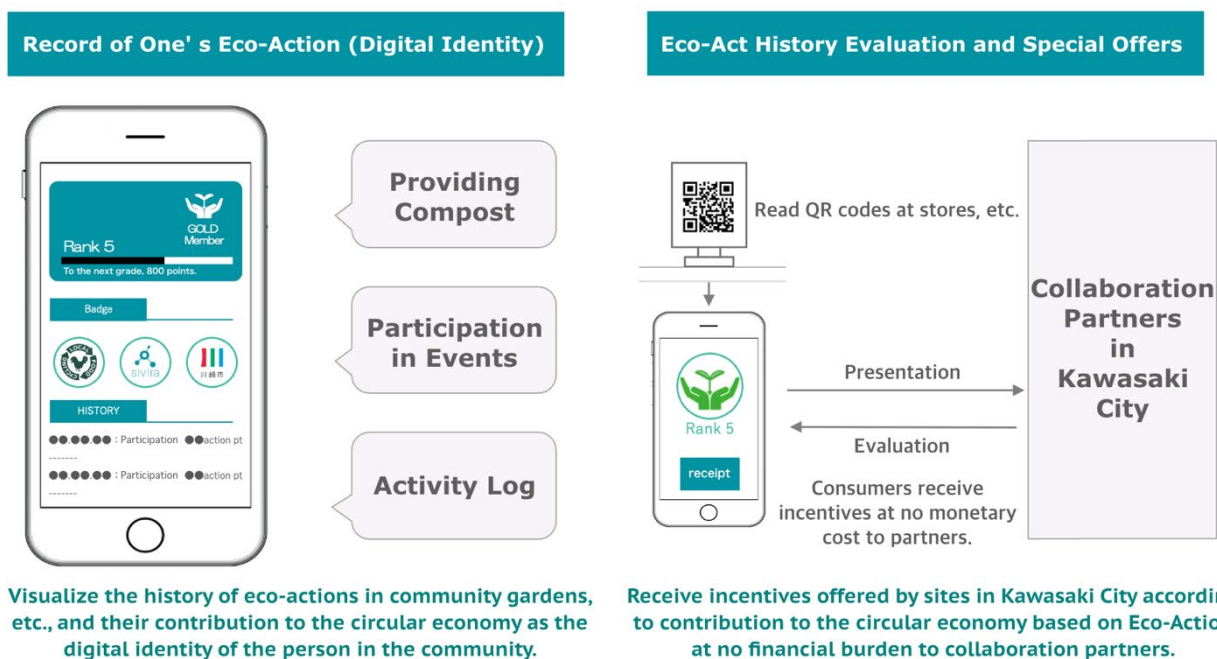 Record of One' s Eco-Action (Digital Identity)
GOLD
Member
Rank 5
To the next grade, 800 points.
Badge
LOCAL
FOOD
CYCLING
sivira
川崎市
HISTORY
●●.●●.●● : Participation ●●action pt
-------
●●.●●.●● : Participation ●●action pt
-------
Providing
Compost
Participation
in Events
Activity Log
Visualize the history of eco-actions in community gardens,
etc., and their contribution to the circular economy as the
digital identity of the person in the community.
Eco-Act History Evaluation and Special Offers
Read QR codes at stores, etc.
Rank 5
receipt
Presentation
Evaluation
Consumers receive
incentives at no monetary
cost to partners.
Collaboration
Partners
in
Kawasaki
City
Receive incentives offered by sites in Kawasaki City accordin
to contribution to the circular economy based on Eco-Actio
at no financial burden to collaboration partners.